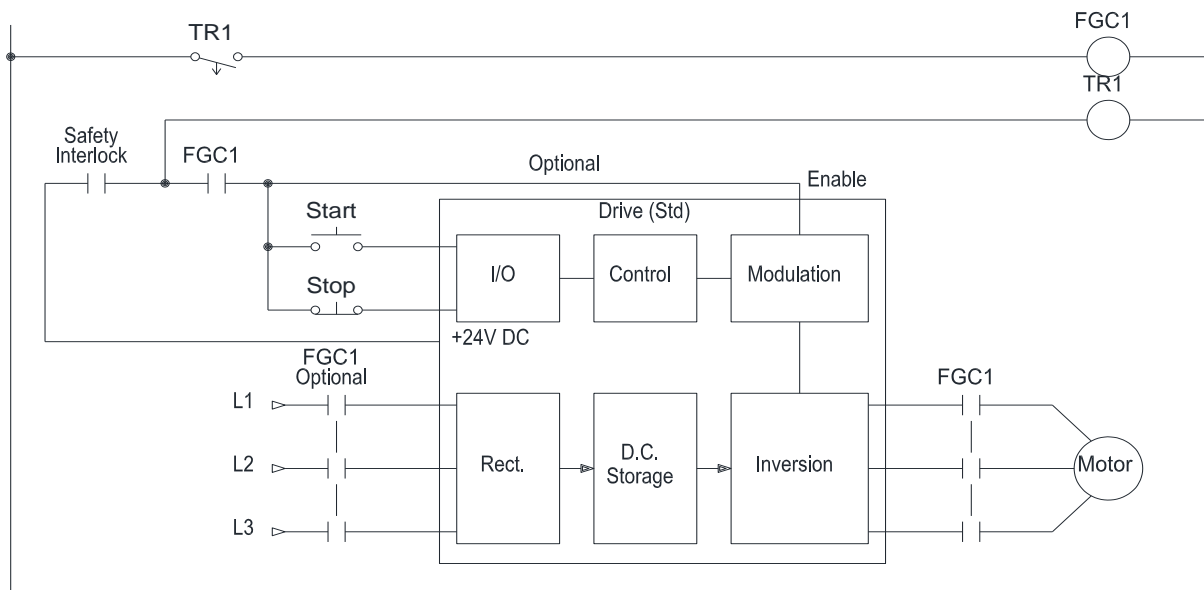 TR1
FGC1
TR1
Safety
Interlock
FGC1
Optional
Enable
Start
Drive (Std)
I/O
Control
Modulation
Stop
+24V DC
FGC1
Optional
FGC1
L1
L2
Rect.
D.C.
Storage
Inversion
Motor
L3